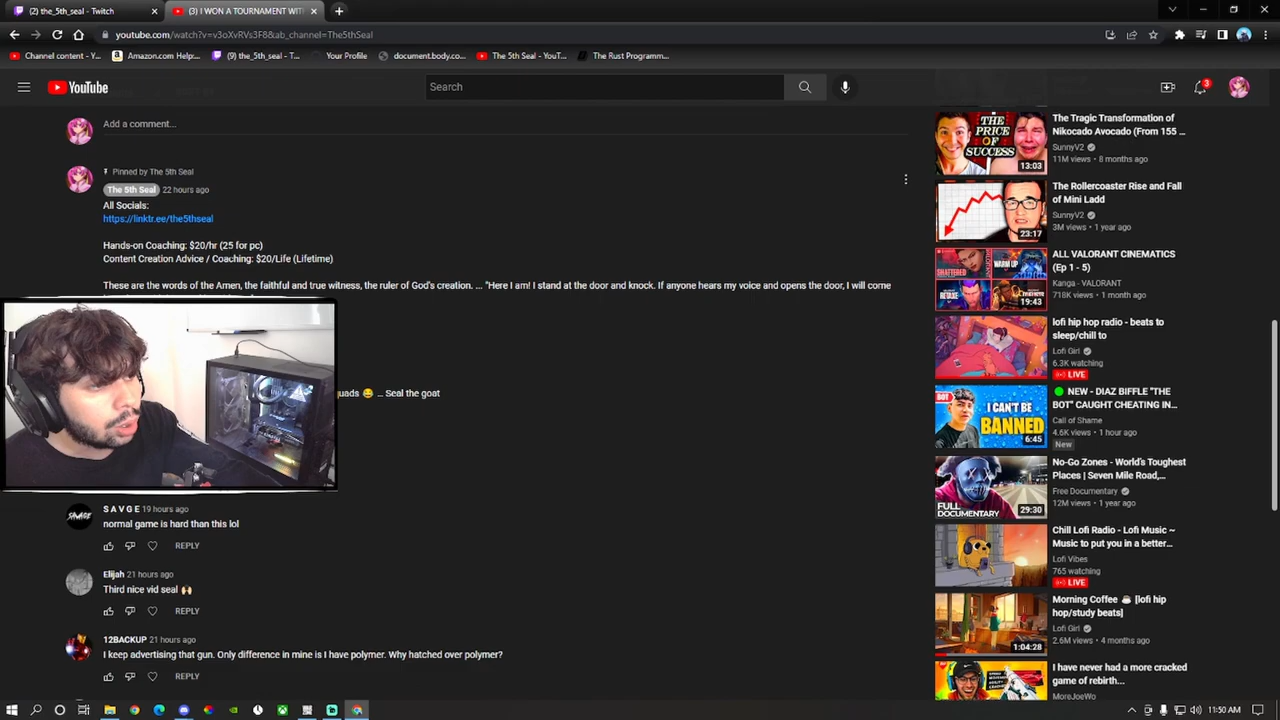 (2) the_5th_seal - Twitch
(3) I WON A TOURNAMENT WIT
youtube.com/watch?v=v3oXvRVs3F8&ab_channel=The5thSeal
Channel content - Y...
Amazon.com Help:...
(9) the_5th_seal - T...
Your Profile
document.body.co...
The 5th Seal - YouT...
The Rust Programm...
YouTube
Search
3
Add a comment...
Pinned by The 5th Seal
The 5th Seal 22 hours ago
All Socials:
https://linktr.ee/the5thseal
Hands-on Coaching: $20/hr (25 for pc)
Content Creation Advice / Coaching: $20/Life (Lifetime)
These are the words of the Amen, the faithful and true witness, the ruler of God's creation. ... "Here I am! I stand at the door and knock. If anyone hears my voice and opens the door, I will come
quads 😂 .. Seal the goat
S A V G E 19 hours ago
normal game is hard than this lol
REPLY
Elijah 21 hours ago
Third nice vid seal 🙌
REPLY
12BACKUP 21 hours ago
I keep advertising that gun. Only difference in mine is I have polymer. Why hatched over polymer?
REPLY
THE PRICE OF SUCCESS
13:03
The Tragic Transformation of
Nikocado Avocado (From 155 ...
SunnyV2
11M views • 8 months ago
23:17
The Rollercoaster Rise and Fall
of Mini Ladd
SunnyV2
3M views • 1 year ago
SHATTERED
WARM UP
RETAKE
19:43
ALL VALORANT CINEMATICS
(Ep 1 - 5)
Kanga - VALORANT
718K views • 1 month ago
lofi hip hop radio - beats to
sleep/chill to
Lofi Girl
6.3K watching
LIVE
BOT
I CAN'T BE
BANNED
6:45
NEW - DIAZ BIFFLE "THE
BOT" CAUGHT CHEATING IN...
Call of Shame
4.6K views • 1 hour ago
New
FULL
DOCUMENTARY
29:30
No-Go Zones - World's Toughest
Places | Seven Mile Road,...
Free Documentary
12M views • 1 year ago
Chill Lofi Radio - Lofi Music ~
Music to put you in a better...
Lofi Vibes
765 watching
LIVE
1:04:28
Morning Coffee ☕ [lofi hip
hop/study beats]
Lofi Girl
2.6M views • 4 months ago
I have never had a more cracked
game of rebirth...
MoreJoeWo
11:50 AM